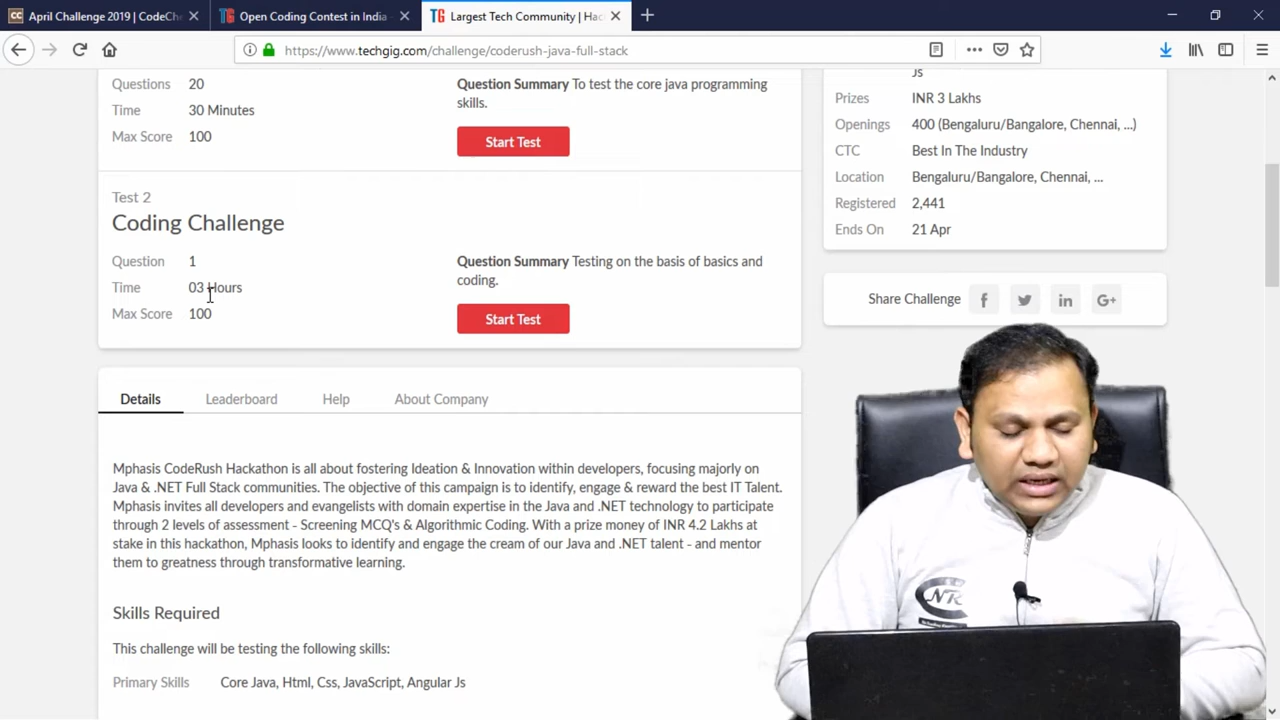 April Challenge 2019 | CodeChe
Open Coding Contest in India
Largest Tech Community | Hac
https://www.techgig.com/challenge/coderush-java-full-stack
Questions 20
Time 30 Minutes
Max Score 100
Question Summary To test the core java programming
skills.
Start Test
Test 2
Coding Challenge
Question 1
Time 03 Hours
Max Score 100
Question Summary Testing on the basis of basics and
coding.
Start Test
Js
Prizes INR 3 Lakhs
Openings 400 (Bengaluru/Bangalore, Chennai, ...)
CTC Best In The Industry
Location Bengaluru/Bangalore, Chennai, ...
Registered 2,441
Ends On 21 Apr
Share Challenge
Details Leaderboard Help About Company
Mphasis CodeRush Hackathon is all about fostering Ideation & Innovation within developers, focusing majorly on
Java & .NET Full Stack communities. The objective of this campaign is to identify, engage & reward the best IT Talent.
Mphasis invites all developers and evangelists with domain expertise in the Java and .NET technology to participate
through 2 levels of assessment - Screening MCQ's & Algorithmic Coding. With a prize money of INR 4.2 Lakhs at
stake in this hackathon, Mphasis looks to identify and engage the cream of our Java and .NET talent - and mentor
them to greatness through transformative learning.
Skills Required
This challenge will be testing the following skills:
Primary Skills Core Java, Html, Css, JavaScript, Angular Js